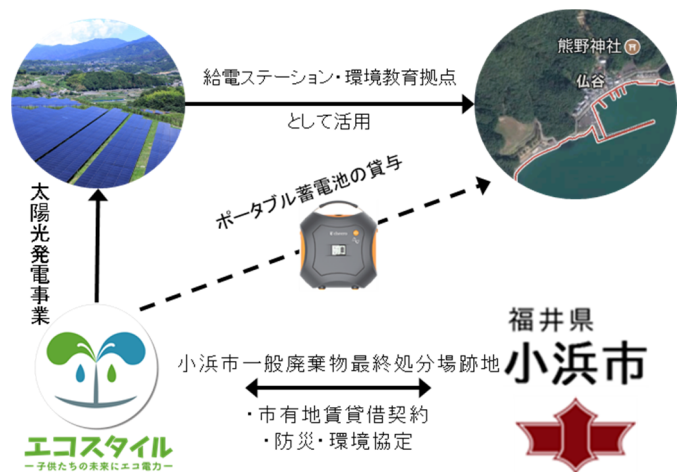 熊野神社
仏谷
給電ステーション・環境教育拠点
として活用
ポータブル蓄電池の貸与
太陽光発電事業
福井県
小浜市
小浜市一般廃棄物最終処分場跡地
・市有地賃貸借契約
・防災・環境協定
エコスタイル
ー子供たちの未来にエコ電力ー